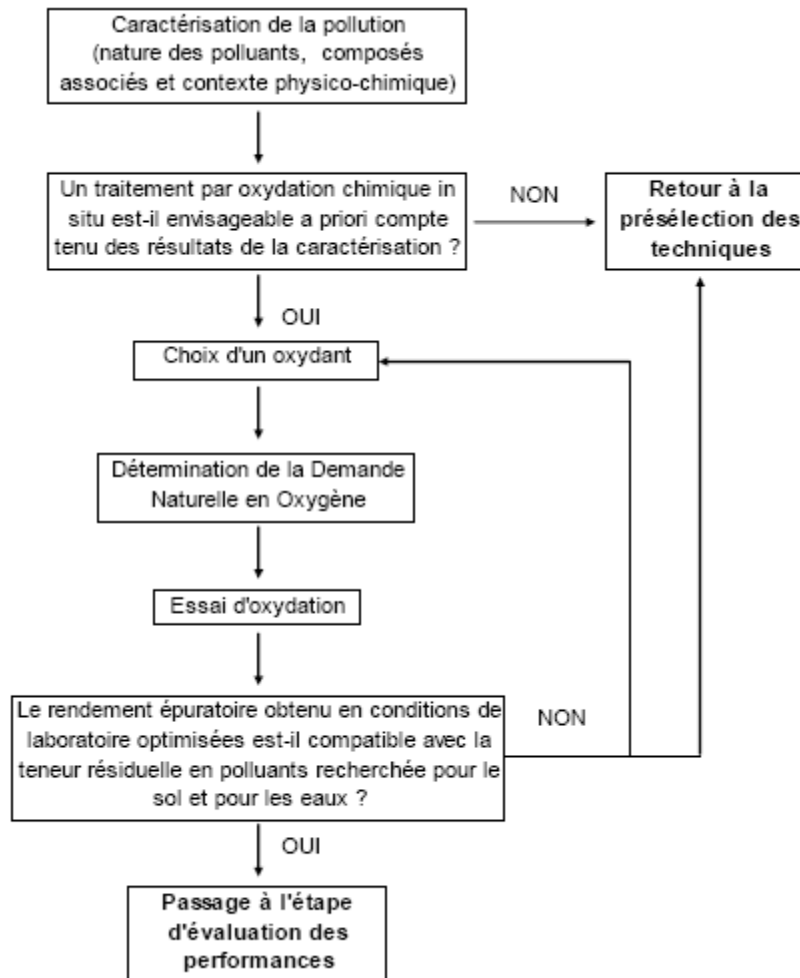 Caractérisation de la pollution
(nature des polluants, composés
associés et contexte physico-chimique)
Un traitement par oxydation chimique in
situ est-il envisageable a priori compte
tenu des résultats de la caractérisation ?
NON
Retour à la
présélection des
techniques
OUI
Choix d'un oxydant
Détermination de la Demande
Naturelle en Oxygène
Essai d'oxydation
Le rendement épuratoire obtenu en conditions de
laboratoire optimisées est-il compatible avec la
teneur résiduelle en polluants recherchée pour le
sol et pour les eaux ?
NON
OUI
Passage à l'étape
d'évaluation des
performances